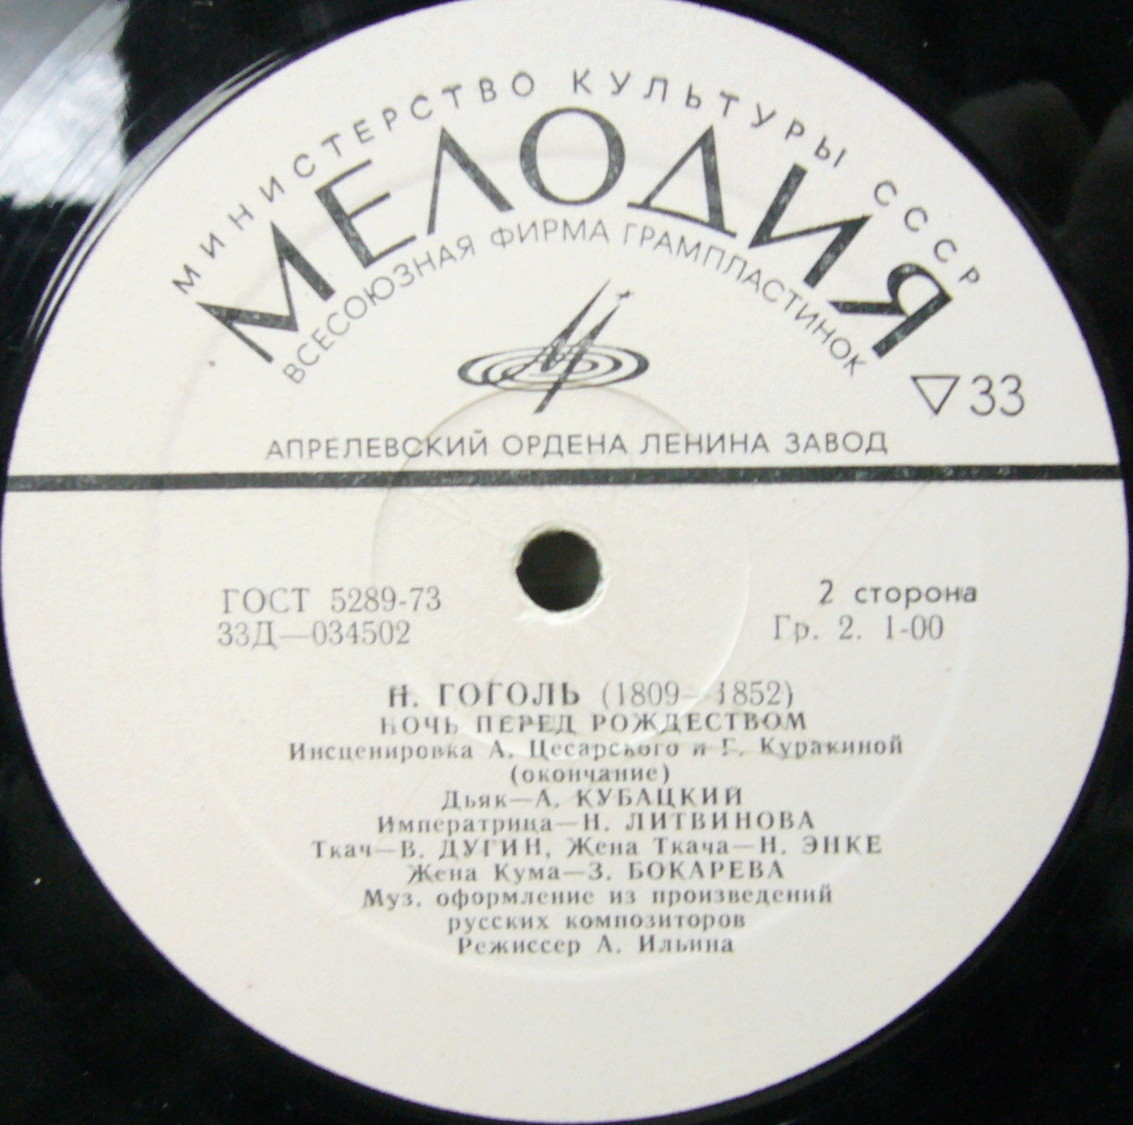 МИНИСТЕРСТВО КУЛЬТУРЫ СССР
МЕЛОДИЯ
ВСЕСОЮЗНАЯ ФИРМА ГРАМПЛАСТИНОК
▽33
АПРЕЛЕВСКИЙ ОРДЕНА ЛЕНИНА ЗАВОД
ГОСТ 5289-73
2 сторона
33Д—034502
Гр. 2. 1-00
Н. ГОГОЛЬ (1809—1852)
НОЧЬ ПЕРЕД РОЖДЕСТВОМ
Инсценировка А. Цесарского и Г. Куракиной
(окончание)
Дьяк—А. КУБАЦКИЙ
Императрица—Н. ЛИТВИНОВА
Ткач—В. ДУГИН, Жена Ткача—Н. ЭНКЕ
Жена Кума—З. БОКАРЕВА
Муз. оформление из произведений
русских композиторов
Режиссер А. Ильина